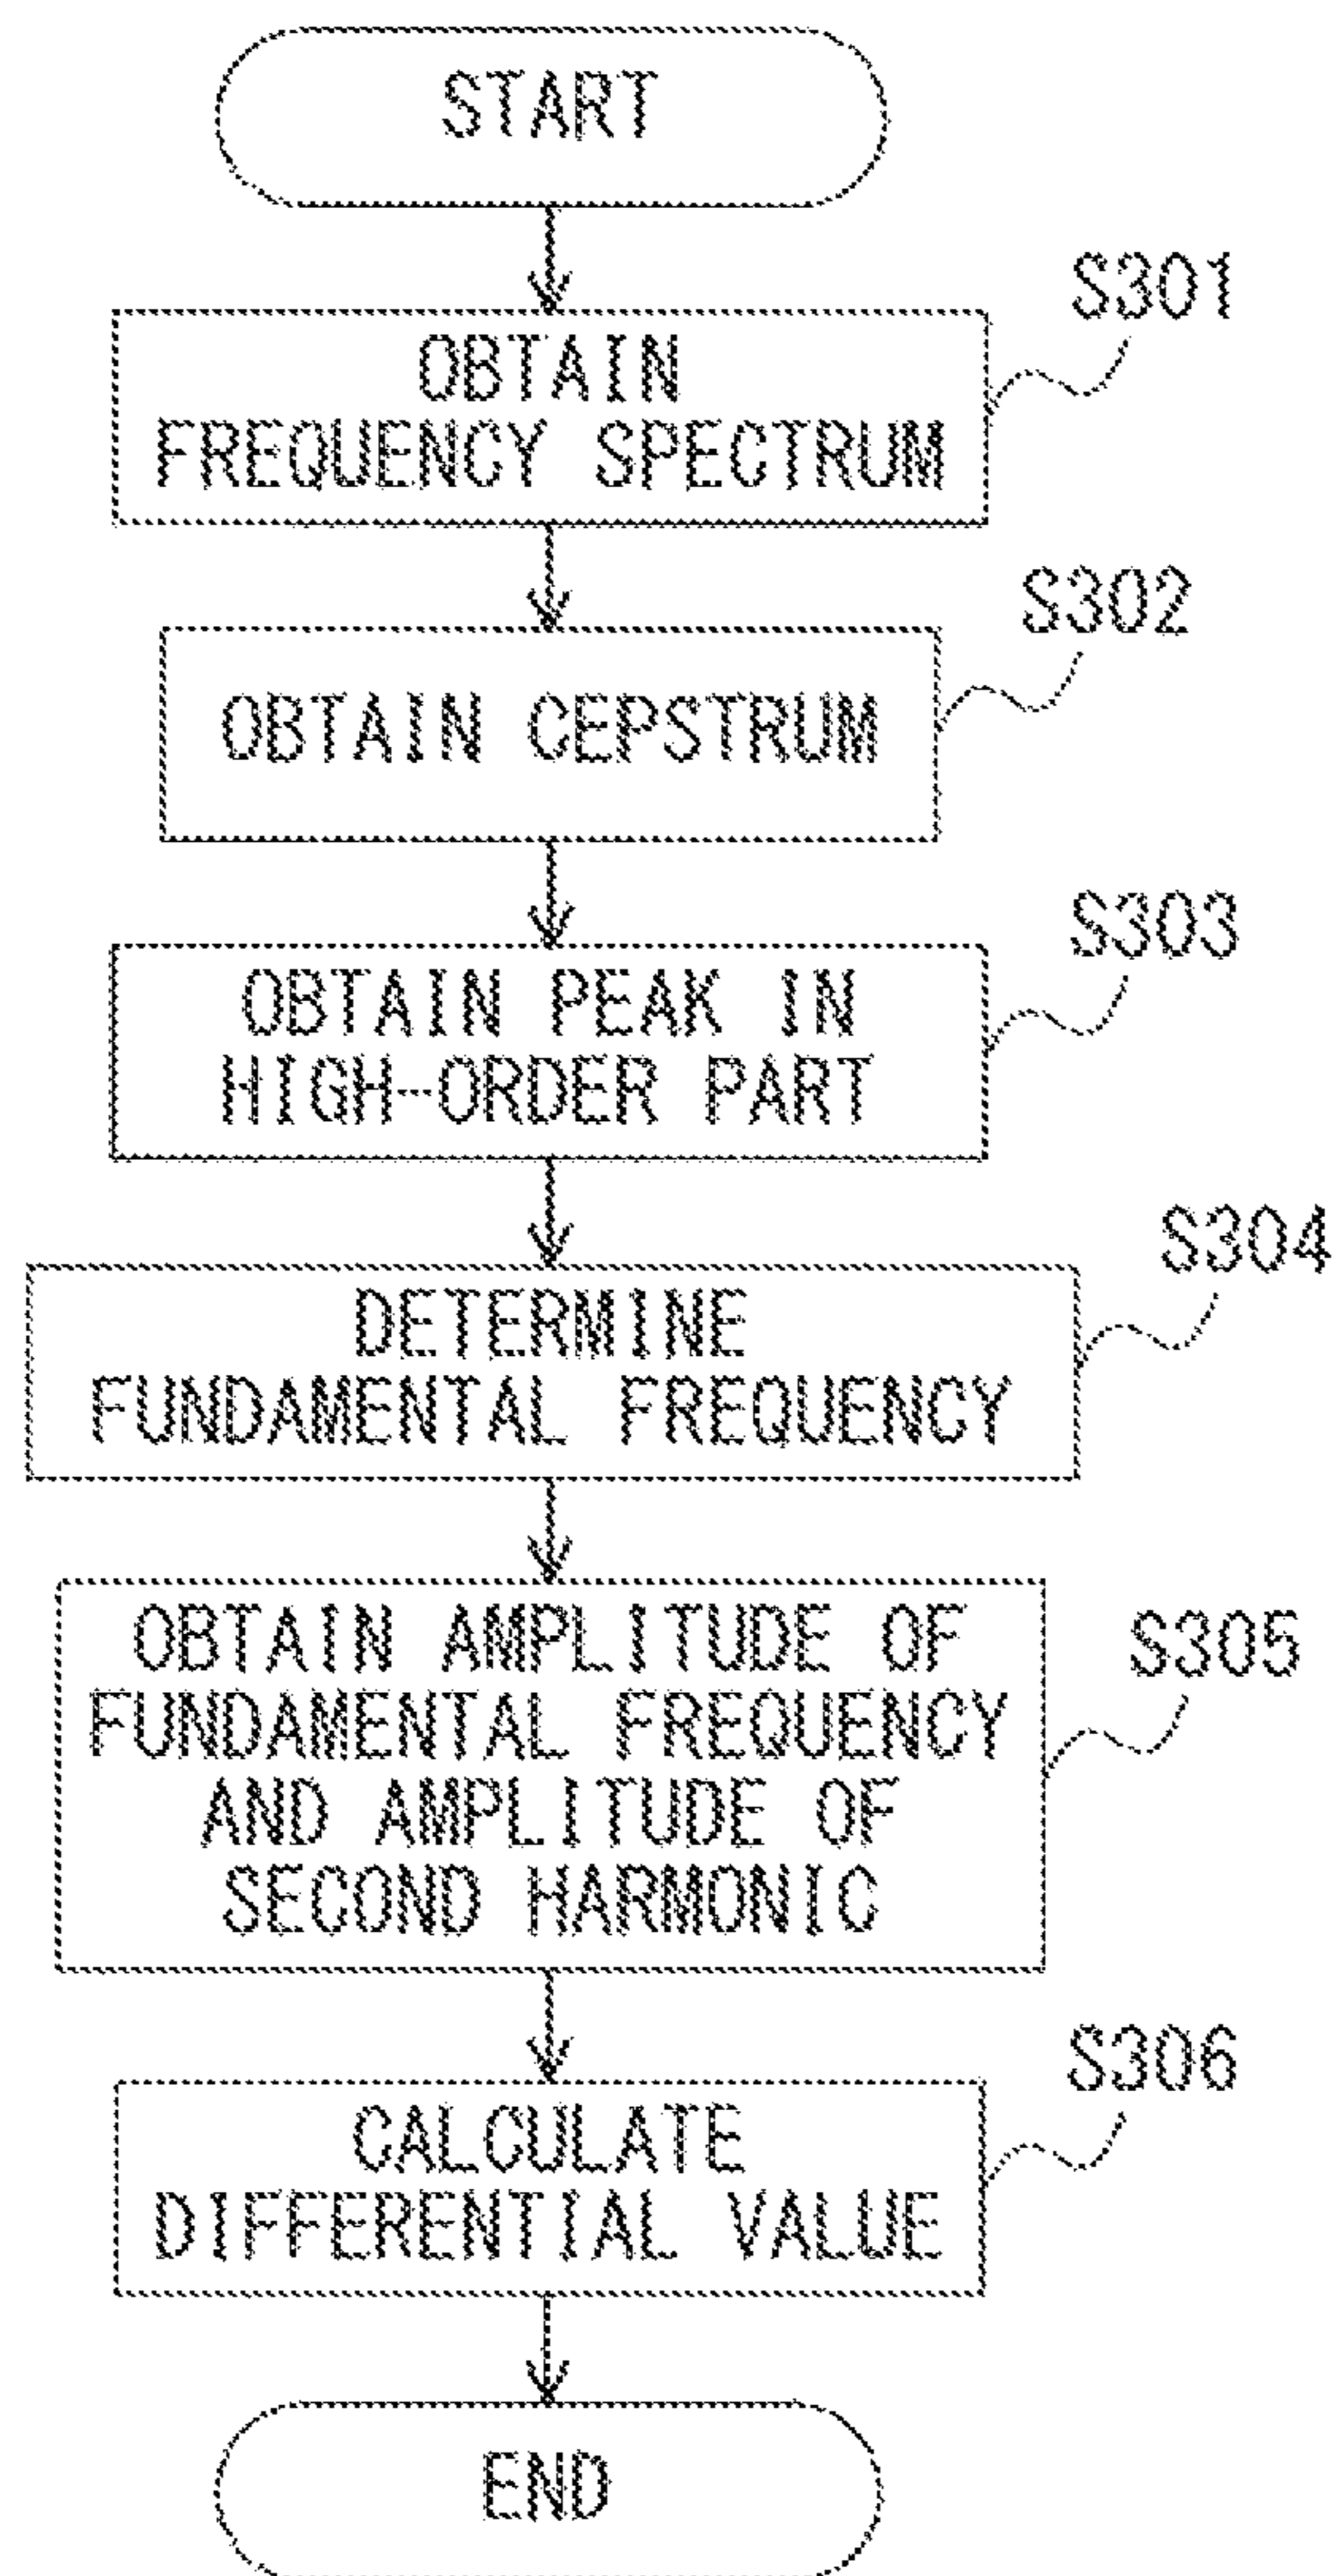 START
S301
OBTAIN
FREQUENCY SPECTRUM
S302
OBTAIN CEPSTRUM
S303
OBTAIN PEAK IN
HIGH-ORDER PART
S304
DETERMINE
FUNDAMENTAL FREQUENCY
S305
OBTAIN AMPLITUDE OF
FUNDAMENTAL FREQUENCY
AND AMPLITUDE OF
SECOND HARMONIC
S306
CALCULATE
DIFFERENTIAL VALUE
END